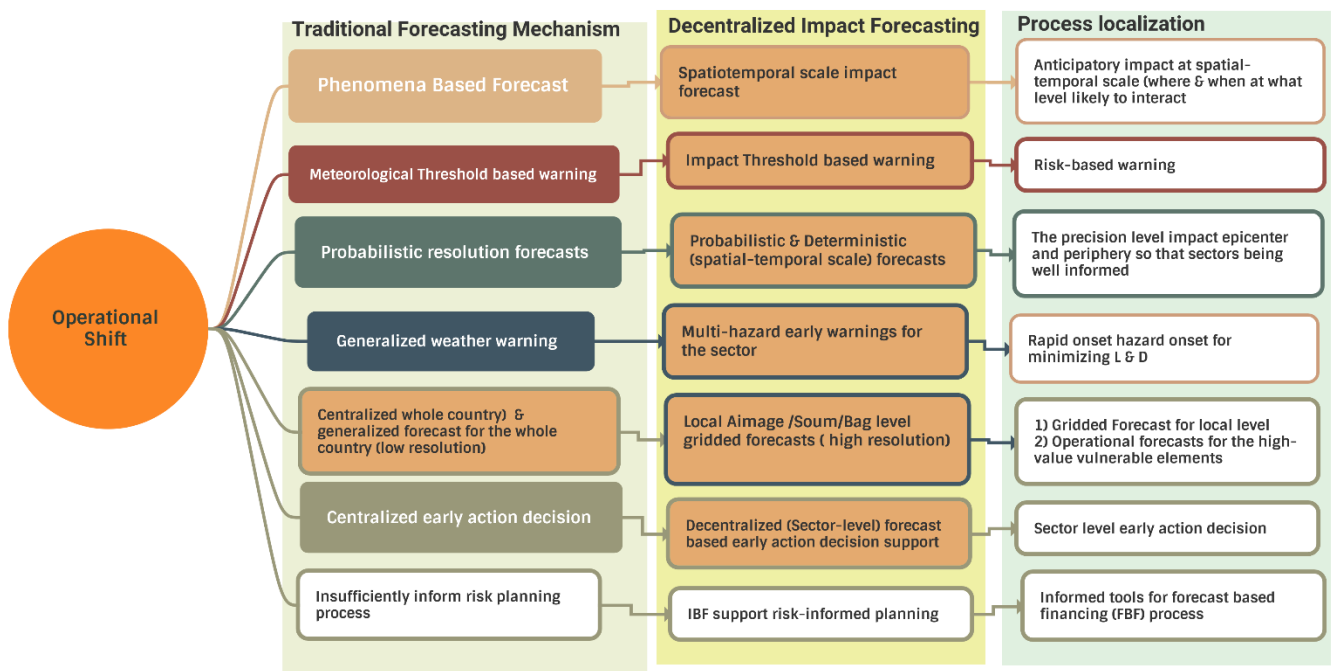 Traditional Forecasting Mechanism
Decentralized Impact Forecasting
Process localization
Operational
Shift
Phenomena Based Forecast
Spatiotemporal scale impact
forecast
Anticipatory impact at spatial-
temporal scale (where & when at what
level likely to interact
Meteorological Threshold based warning
Impact Threshold based warning
Risk-based warning
Probabilistic resolution forecasts
Probabilistic & Deterministic
(spatial-temporal scale) forecasts
The precision level impact epicenter
and periphery so that sectors being
well informed
Generalized weather warning
Multi-hazard early warnings for
the sector
Rapid onset hazard onset for
minimizing L & D
Centralized whole country) &
generalized forecast for the whole
country (low resolution)
Local Aimage /Soum/Bag level
gridded forecasts ( high resolution)
1) Gridded Forecast for local level
2) Operational forecasts for the high-
value vulnerable elements
Centralized early action decision
Decentralized (Sector-level) forecast
based early action decision support
Sector level early action decision
Insufficiently inform risk planning
process
IBF support risk-informed planning
Informed tools for forecast based
financing (FBF) process